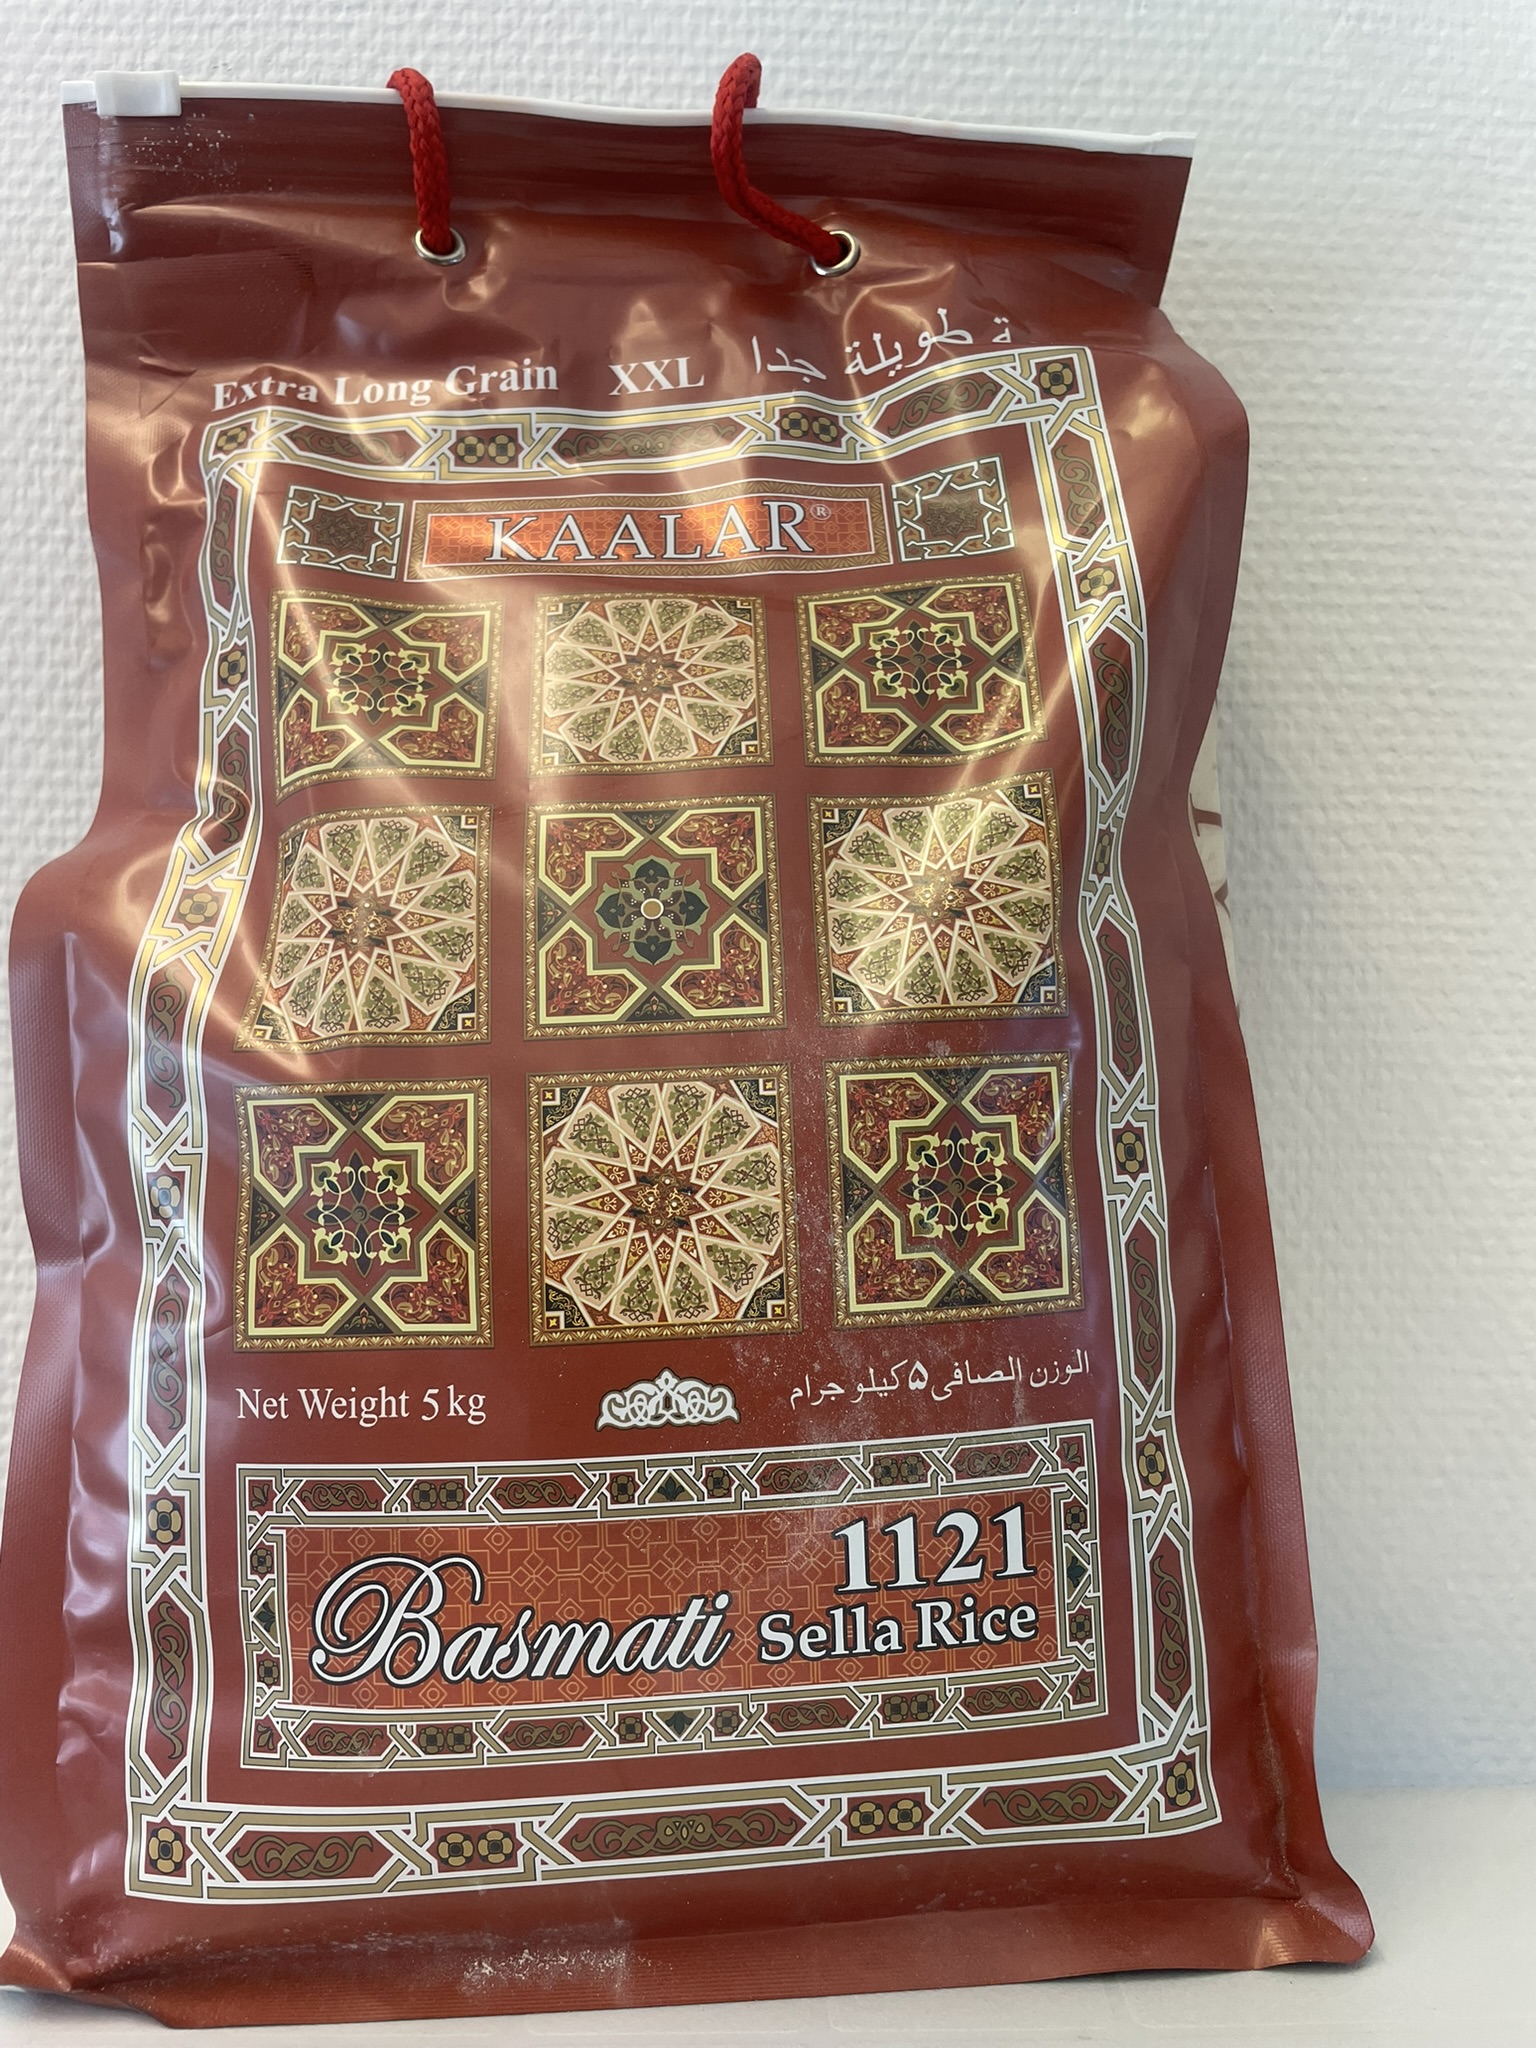 Extra Long Grain XXL ة طويلة جدا
KAALAR®
Net Weight 5 kg
الوزن الصافى ۵ كيلو جرام
1121
Basmati Sella Rice